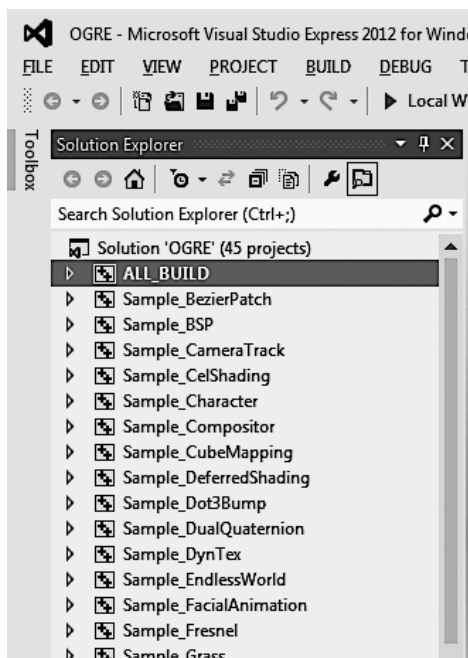 OGRE - Microsoft Visual Studio Express 2012 for Wind
FILE EDIT VIEW PROJECT BUILD DEBUG T
Local W
Toolbox
Solution Explorer
Search Solution Explorer (Ctrl+;)
Solution 'OGRE' (45 projects)
ALL_BUILD
Sample_BezierPatch
Sample_BSP
Sample_CameraTrack
Sample_CelShading
Sample_Character
Sample_Compositor
Sample_CubeMapping
Sample_DeferredShading
Sample_Dot3Bump
Sample_DualQuaternion
Sample_DynTex
Sample_EndlessWorld
Sample_FacialAnimation
Sample_Fresnel
Sample_Grass